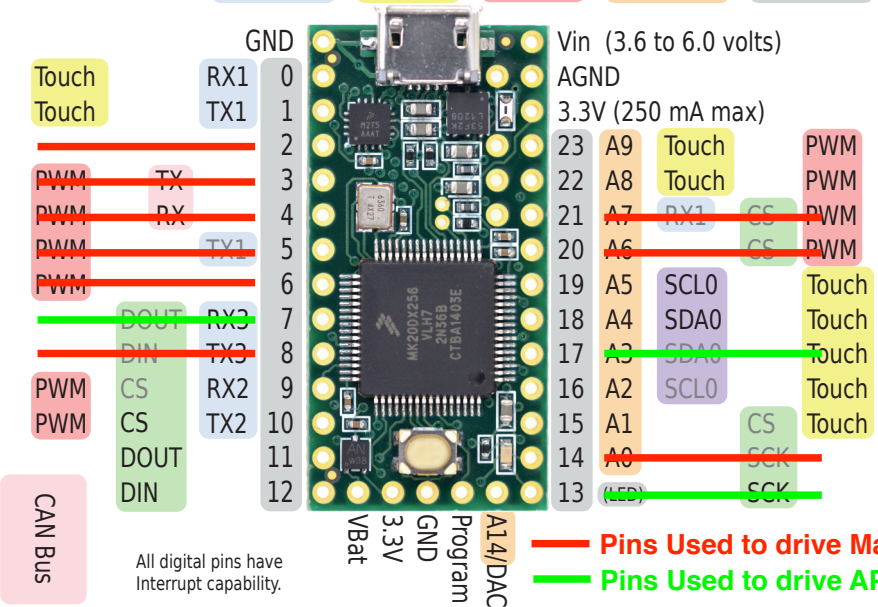 GND
Vin (3.6 to 6.0 volts)
Touch RX1 0
AGND
Touch TX1 1
3.3V (250 mA max)
2
23 A9 Touch PWM
PWM TX 3
22 A8 Touch PWM
PWM RX 4
21 A7 RX1 CS PWM
PWM TX1 5
20 A6 CS PWM
PWM 6
19 A5 SCL0 Touch
DOUT RX3 7
18 A4 SDA0 Touch
DIN TX3 8
17 A3 SDA0 Touch
PWM CS RX2 9
16 A2 SCL0 Touch
PWM CS TX2 10
15 A1 CS Touch
DOUT 11
14 A0 SCK
DIN 12
13 (LED) SCK
MK20DX256
VLH7
2N56B
CTBA1403E
VBat
3.3V
GND
Program
A14/DAC
CAN Bus
All digital pins have
Interrupt capability.
Pins Used to drive Ma
Pins Used to drive